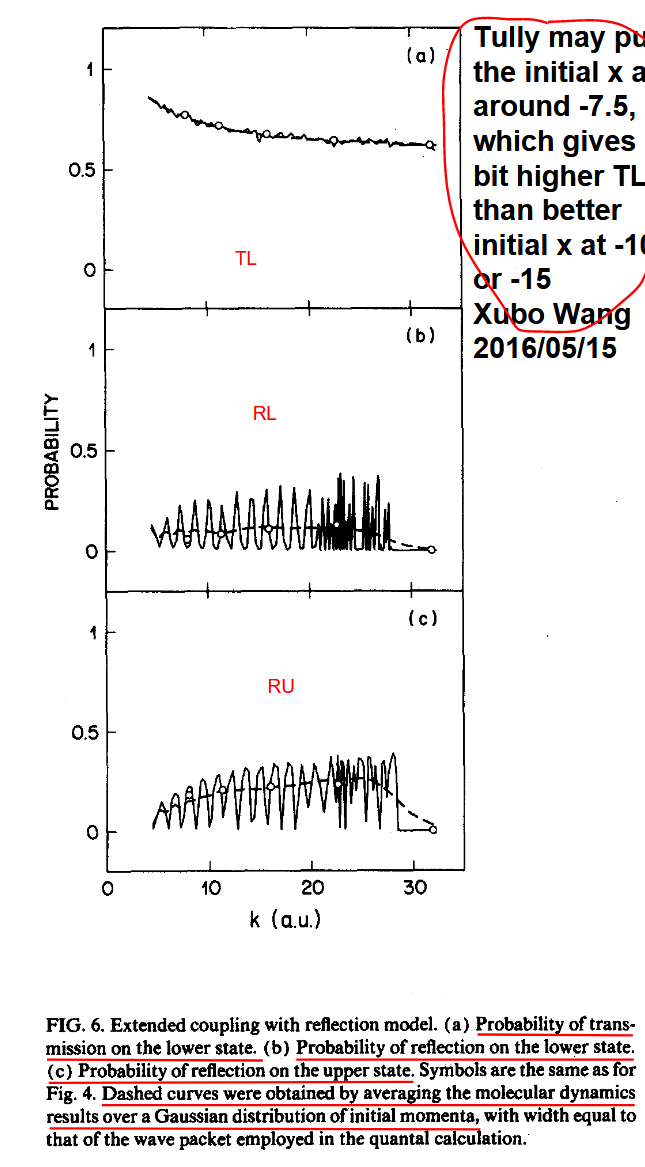 (a)
1
0.5
0
TL
Tully may pu
the initial x a
around -7.5,
which gives
bit higher TL
than better
initial x at -10
or -15
Xubo Wang
2016/05/15
(b)
1
0.5
0
RL
PROBABILITY
(c)
1
0.5
0
RU
0 10 20 30
k (a.u.)
FIG. 6. Extended coupling with reflection model. (a) Probability of trans-
mission on the lower state. (b) Probability of reflection on the lower state.
(c) Probability of reflection on the upper state. Symbols are the same as for
Fig. 4. Dashed curves were obtained by averaging the molecular dynamics
results over a Gaussian distribution of initial momenta, with width equal to
that of the wave packet employed in the quantal calculation.